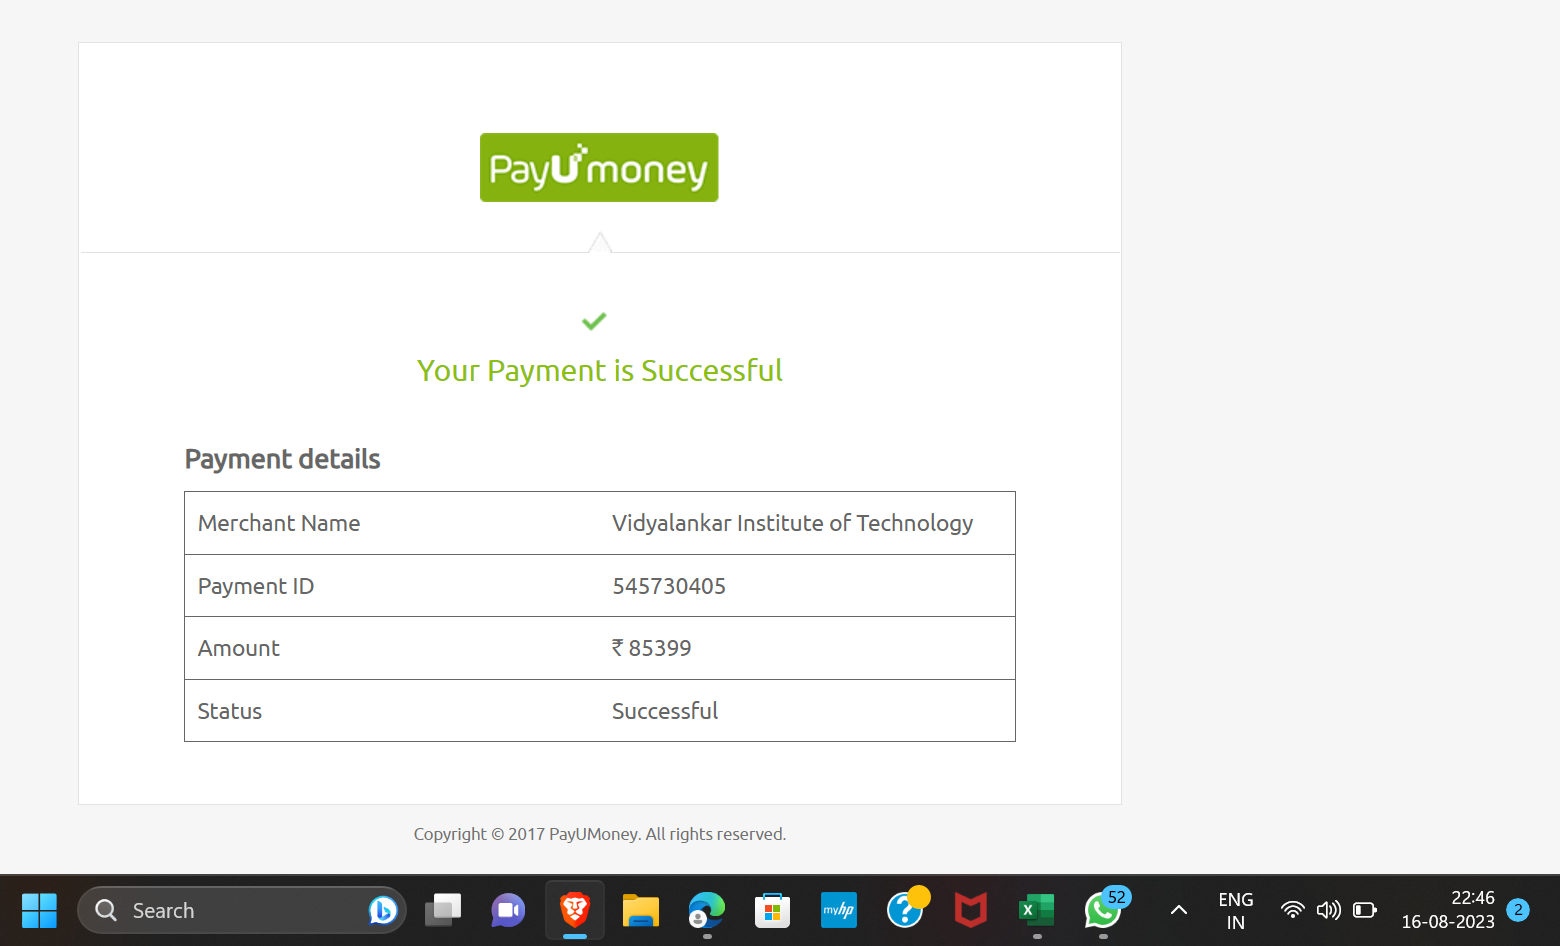 PayUmoney
Your Payment is Successful
Payment details
Merchant Name Vidyalankar Institute of Technology
Payment ID 545730405
Amount ₹ 85399
Status Successful
Copyright © 2017 PayUMoney. All rights reserved.
Search
myhp
X
52
ENG
IN
22:46
16-08-2023
2